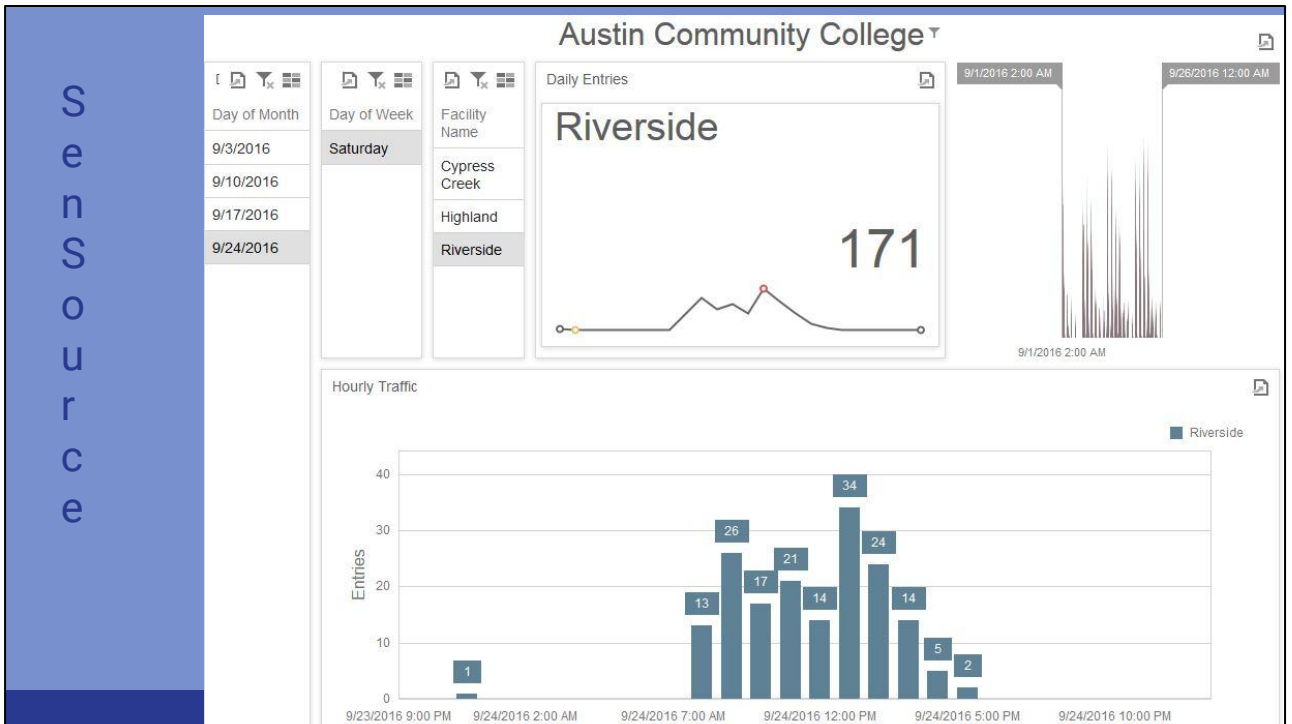 SenSource
Austin Community College
Day of Month
9/3/2016
9/10/2016
9/17/2016
9/24/2016
Day of Week
Saturday
Facility
Name
Cypress
Creek
Highland
Riverside
Daily Entries
Riverside
171
9/1/2016 2:00 AM
9/26/2016 12:00 AM
9/1/2016 2:00 AM
Hourly Traffic
Riverside
Entries
40
30
20
10
0
1
13
26
17
21
14
34
24
14
5
2
9/23/2016 9:00 PM
9/24/2016 2:00 AM
9/24/2016 7:00 AM
9/24/2016 12:00 PM
9/24/2016 5:00 PM
9/24/2016 10:00 PM